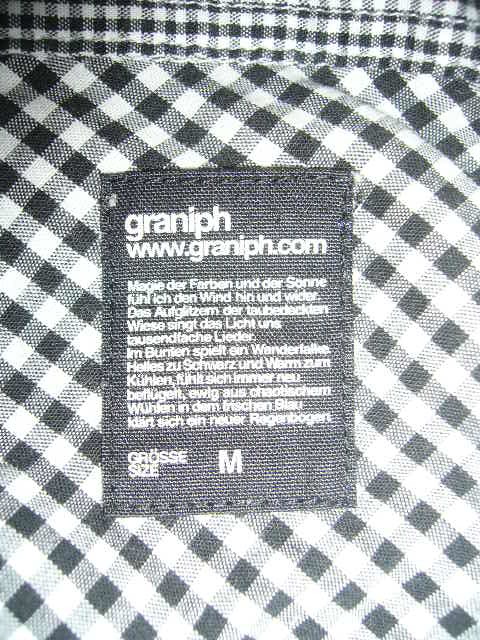 graniph
www.graniph.com
Magie der Farben und der Sonne
fühl ich den Wind hin und wider.
Das Aufglitzern der taubedeckten
Wiese singt das Licht uns
tausendfache Lieder.
Im Bunten spielt ein
Helles zu Schwarz und Warm zum
Kühlen, fühlt sich immer neu
beflügelt, ewig aus chaotischem
Wühlen in dem frischen
klärt sich ein neuer Regenbogen
GRÖSSE
SIZE M